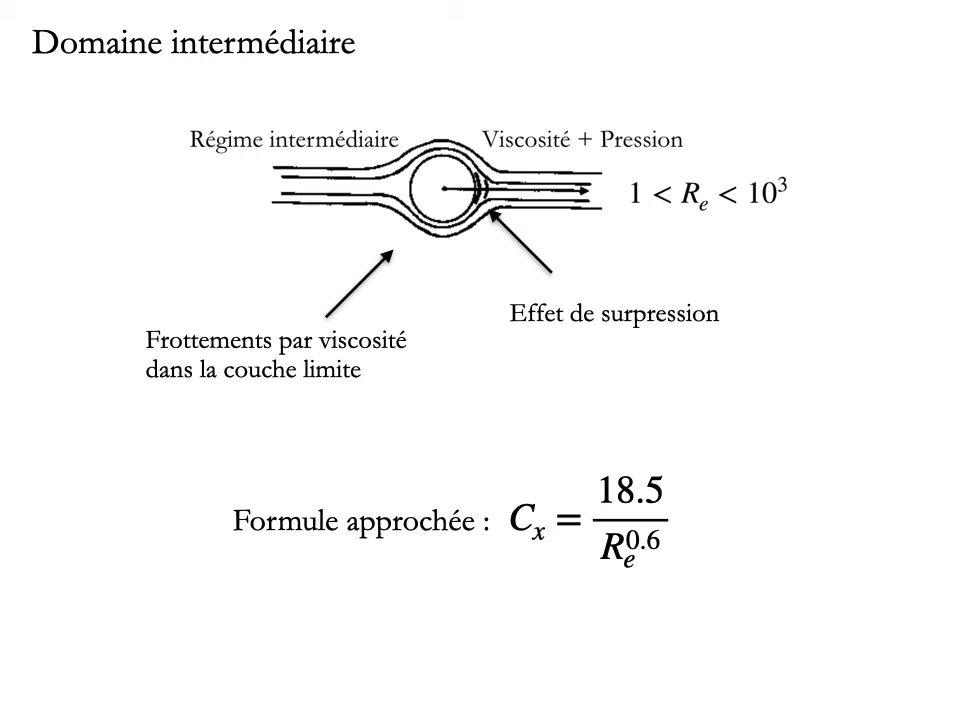 Domaine intermédiaire
Régime intermédiaire
Viscosité + Pression
1 < Rₑ < 10³
Effet de surpression
Frottements par viscosité
dans la couche limite
Formule approchée : Cₓ = 18.5 / Rₑ^0.6